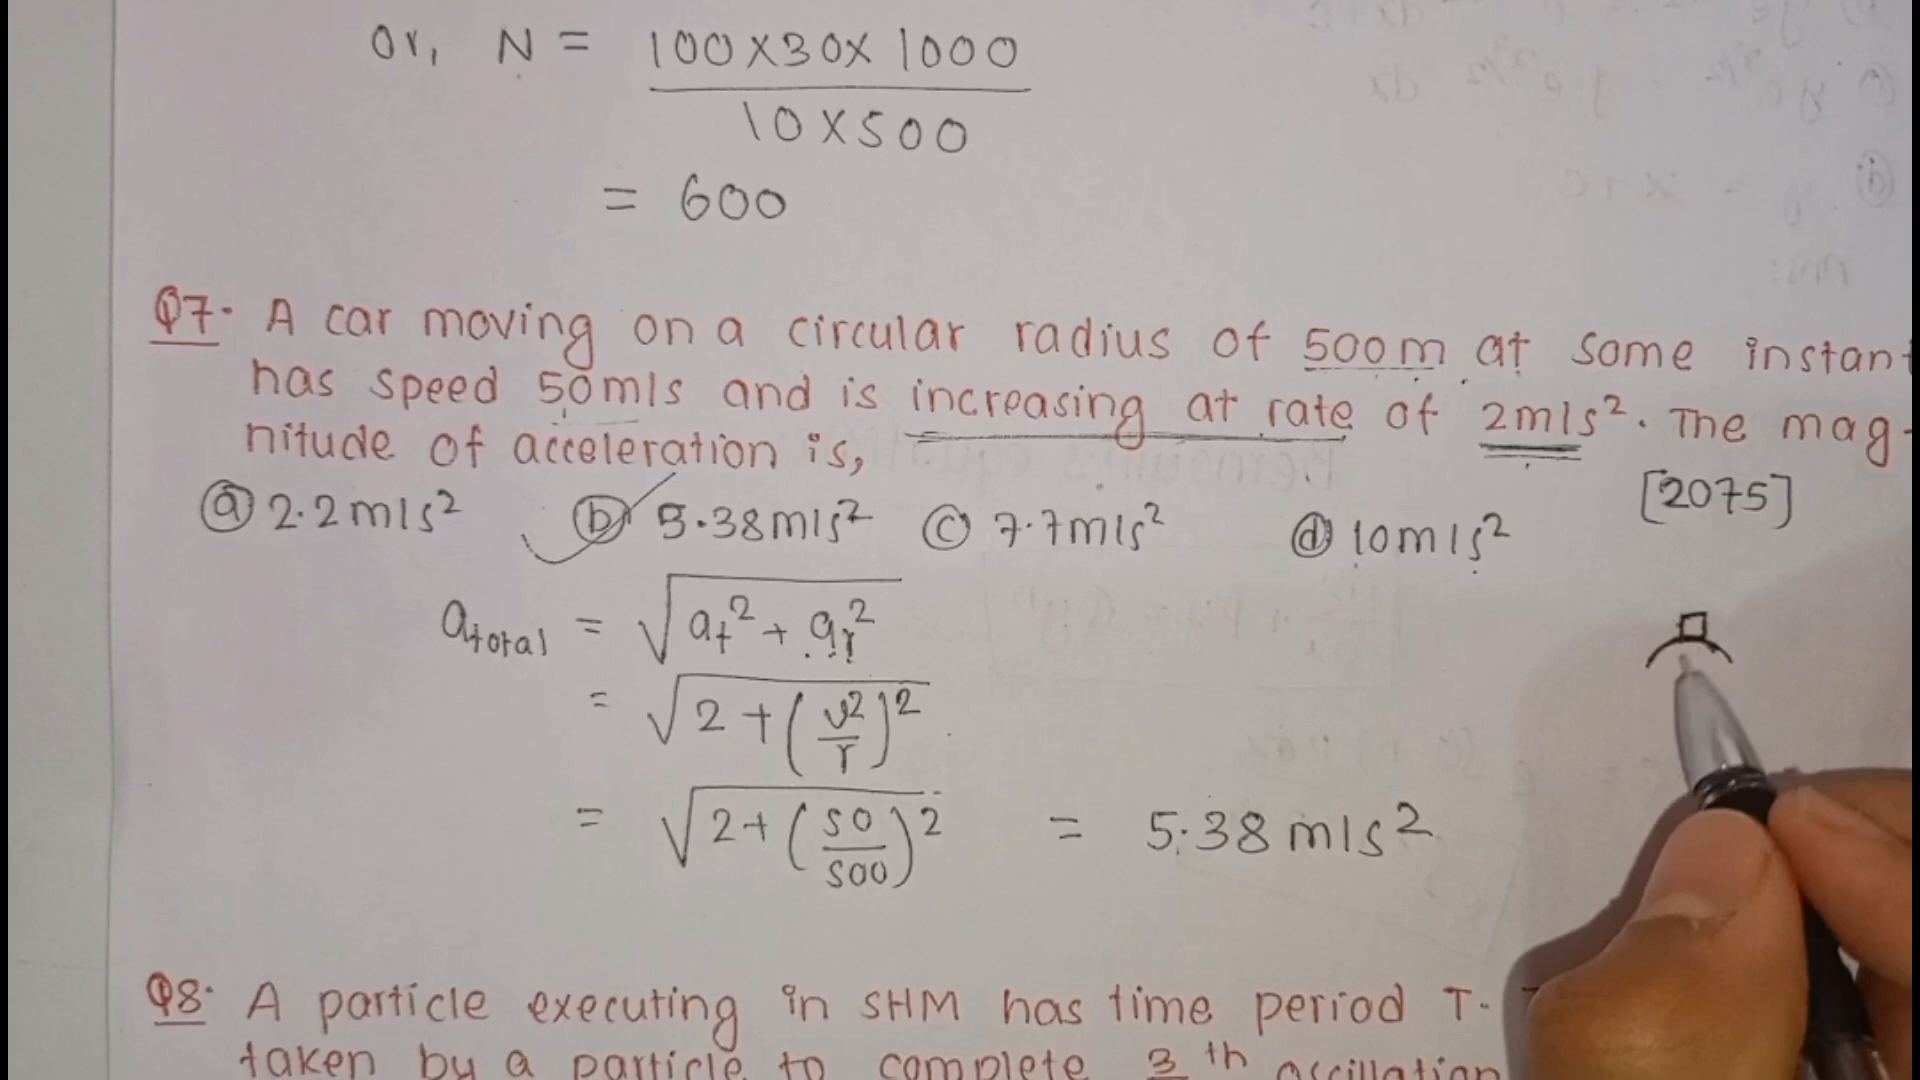 or, N = 100×30×1000
10×500
= 600
Q7. A car moving on a circular radius of 500m at some instant
has speed 50m/s and is increasing at rate of 2m/s². The mag-
nitude of acceleration is,
[2075]
ⓐ 2.2m/s² ⓑ 5.38m/s² ⓒ 7.7m/s² ⓓ 10m/s²
a total = √(at² + ar²)
= √(2 + (v²/r)²)
= √(2 + (50/500)²) = 5.38 m/s²
Q8. A particle executing in SHM has time period T.
taken by a particle to complete 3 th oscillation